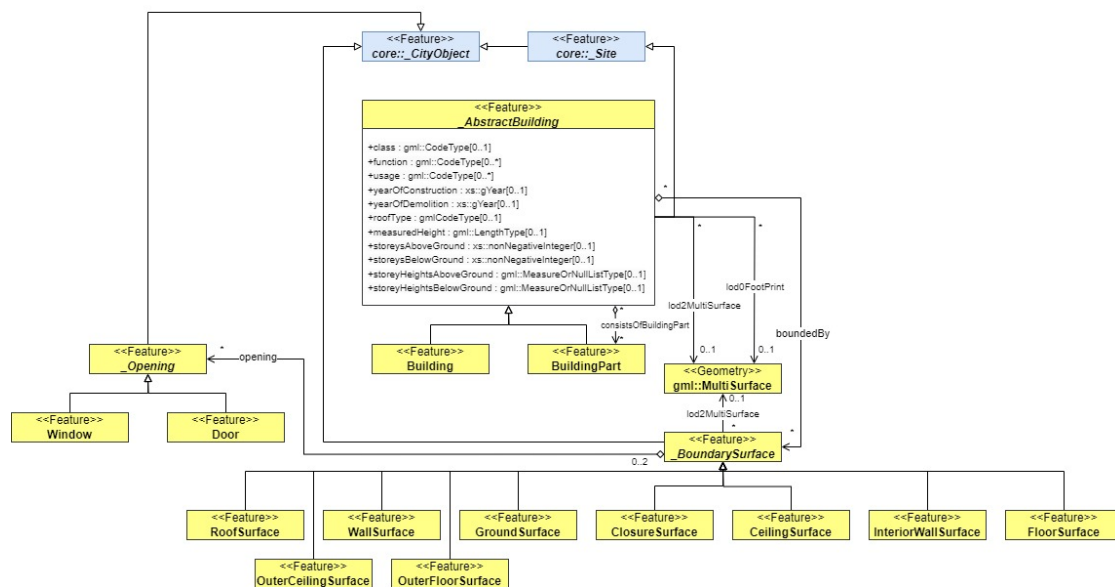 <<Feature>>
core::_CityObject
<<Feature>>
core::_Site
<<Feature>>
_AbstractBuilding
+class : gml::CodeType[0..1]
+function : gml::CodeType[0..*]
+usage : gml::CodeType[0..*]
+yearOfConstruction : xs::gYear[0..1]
+yearOfDemolition : xs::gYear[0..1]
+roofType : gmlCodeType[0..1]
+measuredHeight : gml::LengthType[0..1]
+storeysAboveGround : xs::nonNegativeInteger[0..1]
+storeysBelowGround : xs::nonNegativeInteger[0..1]
+storeyHeightsAboveGround : gml::MeasureOrNullListType[0..1]
+storeyHeightsBelowGround : gml::MeasureOrNullListType[0..1]
*
*
*
lod0FootPrint
lod2MultiSurface
*
consistsOfBuildingPart
*
boundedBy
0..1
0..1
<<Feature>>
_Opening
*
opening
<<Feature>>
Building
<<Feature>>
BuildingPart
<<Geometry>>
gml::MultiSurface
0..1
lod2MultiSurface
*
*
<<Feature>>
Window
<<Feature>>
Door
<<Feature>>
_BoundarySurface
0..2
<<Feature>>
RoofSurface
<<Feature>>
WallSurface
<<Feature>>
GroundSurface
<<Feature>>
ClosureSurface
<<Feature>>
CeilingSurface
<<Feature>>
InteriorWallSurface
<<Feature>>
FloorSurface
<<Feature>>
OuterCeilingSurface
<<Feature>>
OuterFloorSurface